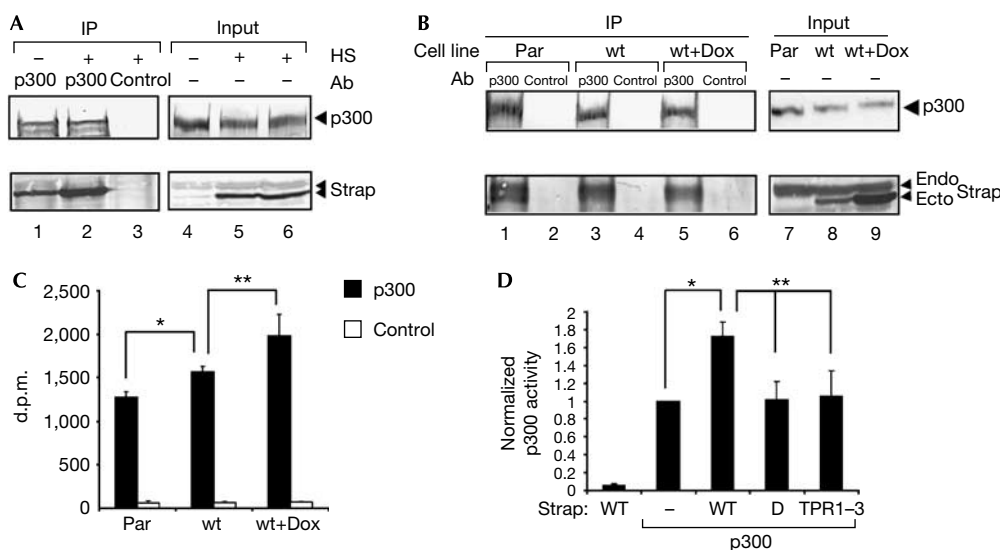 A
IP
Input
– + + – + + HS
p300 p300 Control – – – Ab
p300
Strap
1 2 3 4 5 6
B
IP
Input
Cell line Par wt wt+Dox Par wt wt+Dox
Ab p300 Control p300 Control p300 Control – – –
p300
Endo
Strap
Ecto
1 2 3 4 5 6 7 8 9
C
d.p.m.
2,500
2,000
1,500
1,000
500
0
*
**
p300
Control
Par wt wt+Dox
D
Normalized
p300 activity
2
1.8
1.6
1.4
1.2
1
0.8
0.6
0.4
0.2
0
*
**
Strap: WT – WT D TPR1–3
p300